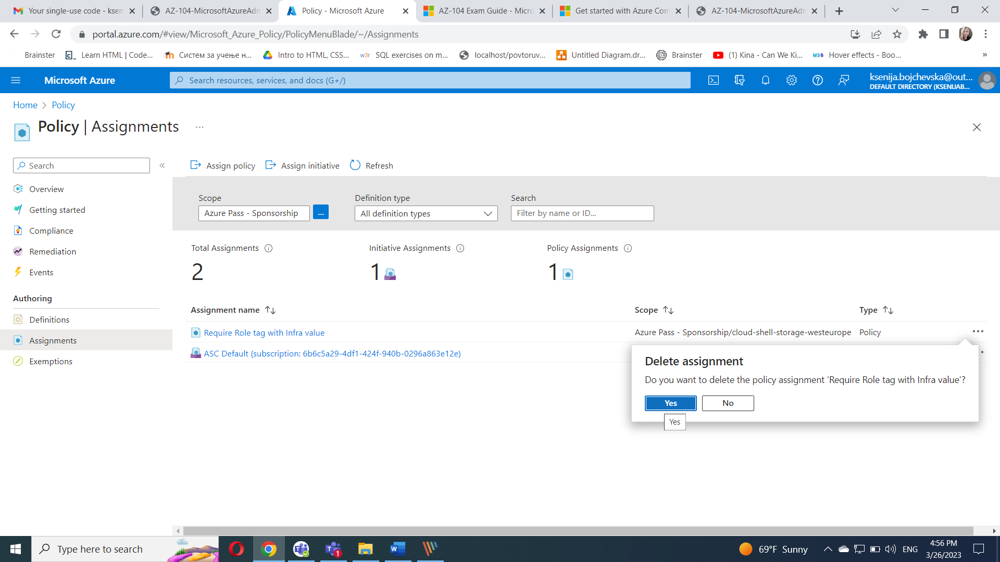 Your single-use code - ksen
AZ-104-MicrosoftAzureAdm
Policy - Microsoft Azure
AZ-104 Exam Guide - Micro
Get started with Azure Com
AZ-104-MicrosoftAzureAdm
portal.azure.com/#view/Microsoft_Azure_Policy/PolicyMenuBlade/~/Assignments
Brainster
Learn HTML | Code...
Систем за учење н...
Intro to HTML, CSS...
SQL exercises on m...
localhost/povtoruv...
Untitled Diagram.dr...
Brainster
(1) Kina - Can We Ki...
Hover effects - Boo...
Microsoft Azure
Search resources, services, and docs (G+/)
ksenija.bojchevska@out...
DEFAULT DIRECTORY (KSENIJAB...
Home > Policy
Policy | Assignments ...
Search
Assign policy
Assign initiative
Refresh
Overview
Getting started
Compliance
Remediation
Events
Authoring
Definitions
Assignments
Exemptions
Scope
Definition type
Search
Azure Pass - Sponsorship
...
All definition types
Filter by name or ID...
Total Assignments
Initiative Assignments
Policy Assignments
2
1
1
Assignment name
Scope
Type
Require Role tag with Infra value
Azure Pass - Sponsorship/cloud-shell-storage-westeurope
Policy
ASC Default (subscription: 6b6c5a29-4df1-424f-940b-0296a863e12e)
Delete assignment
Do you want to delete the policy assignment 'Require Role tag with Infra value'?
Yes
No
Yes
Type here to search
1
69°F Sunny
ENG
4:56 PM
3/26/2023